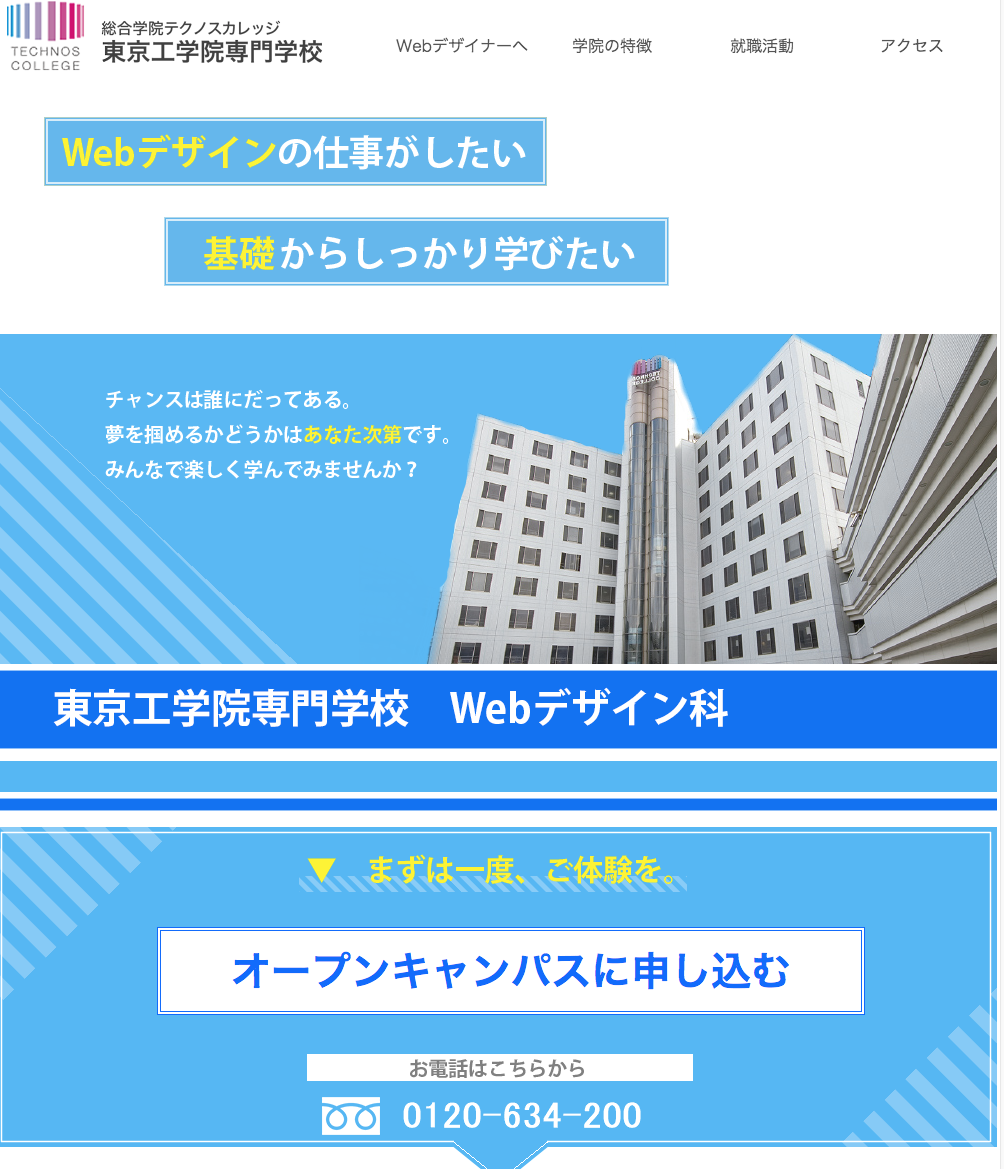 TECHNOS
COLLEGE
総合学院テクノスカレッジ
東京工学院専門学校
Webデザイナーへ
学院の特徴
就職活動
アクセス
Webデザインの仕事がしたい
基礎からしっかり学びたい
チャンスは誰にだってある。
夢を掴めるかどうかはあなた次第です。
みんなで楽しく学んでみませんか？
東京工学院専門学校　Webデザイン科
▼　まずは一度、ご体験を。
オープンキャンパスに申し込む
お電話はこちらから
0120-634-200